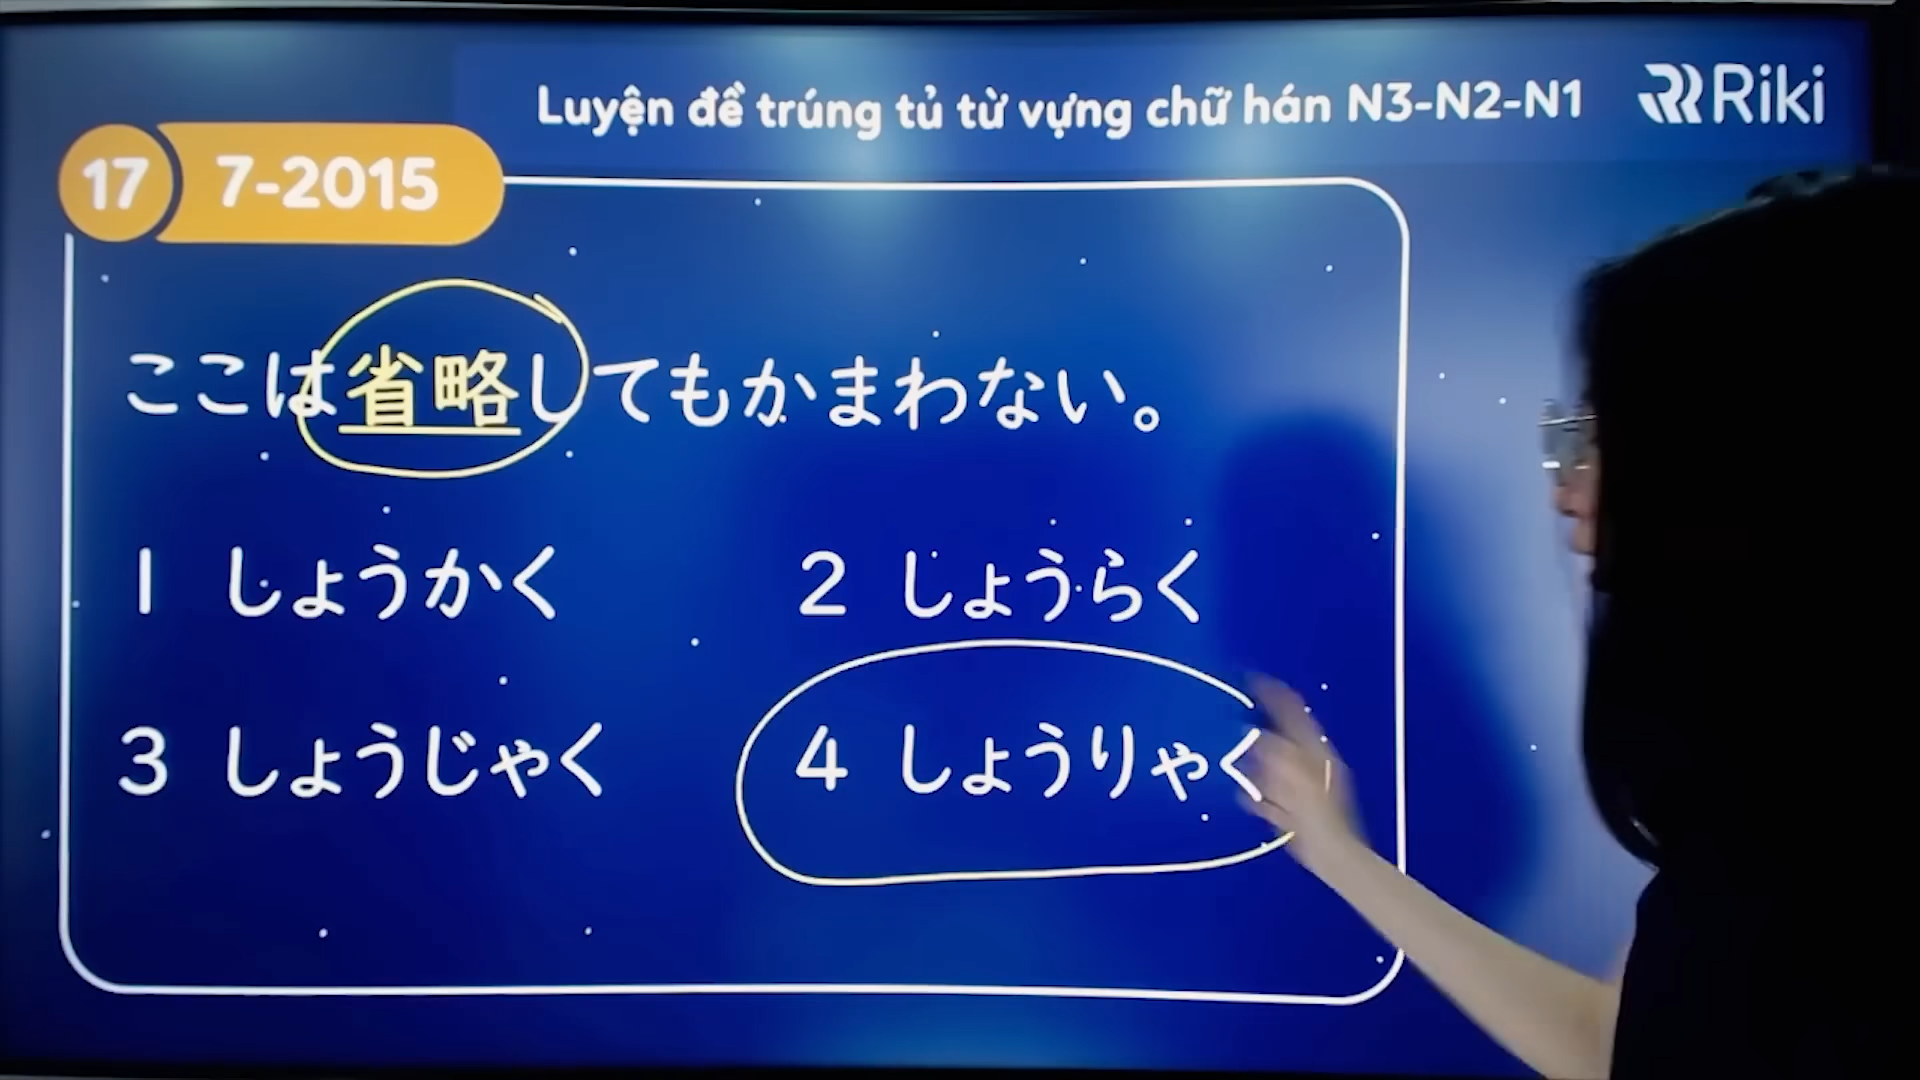 Luyện đề trúng tủ từ vựng chữ hán N3-N2-N1
Riki
17 7-2015
ここは省略してもかまわない。
1 しょうかく
2 しょうらく
3 しょうじゃく
4 しょうりゃく